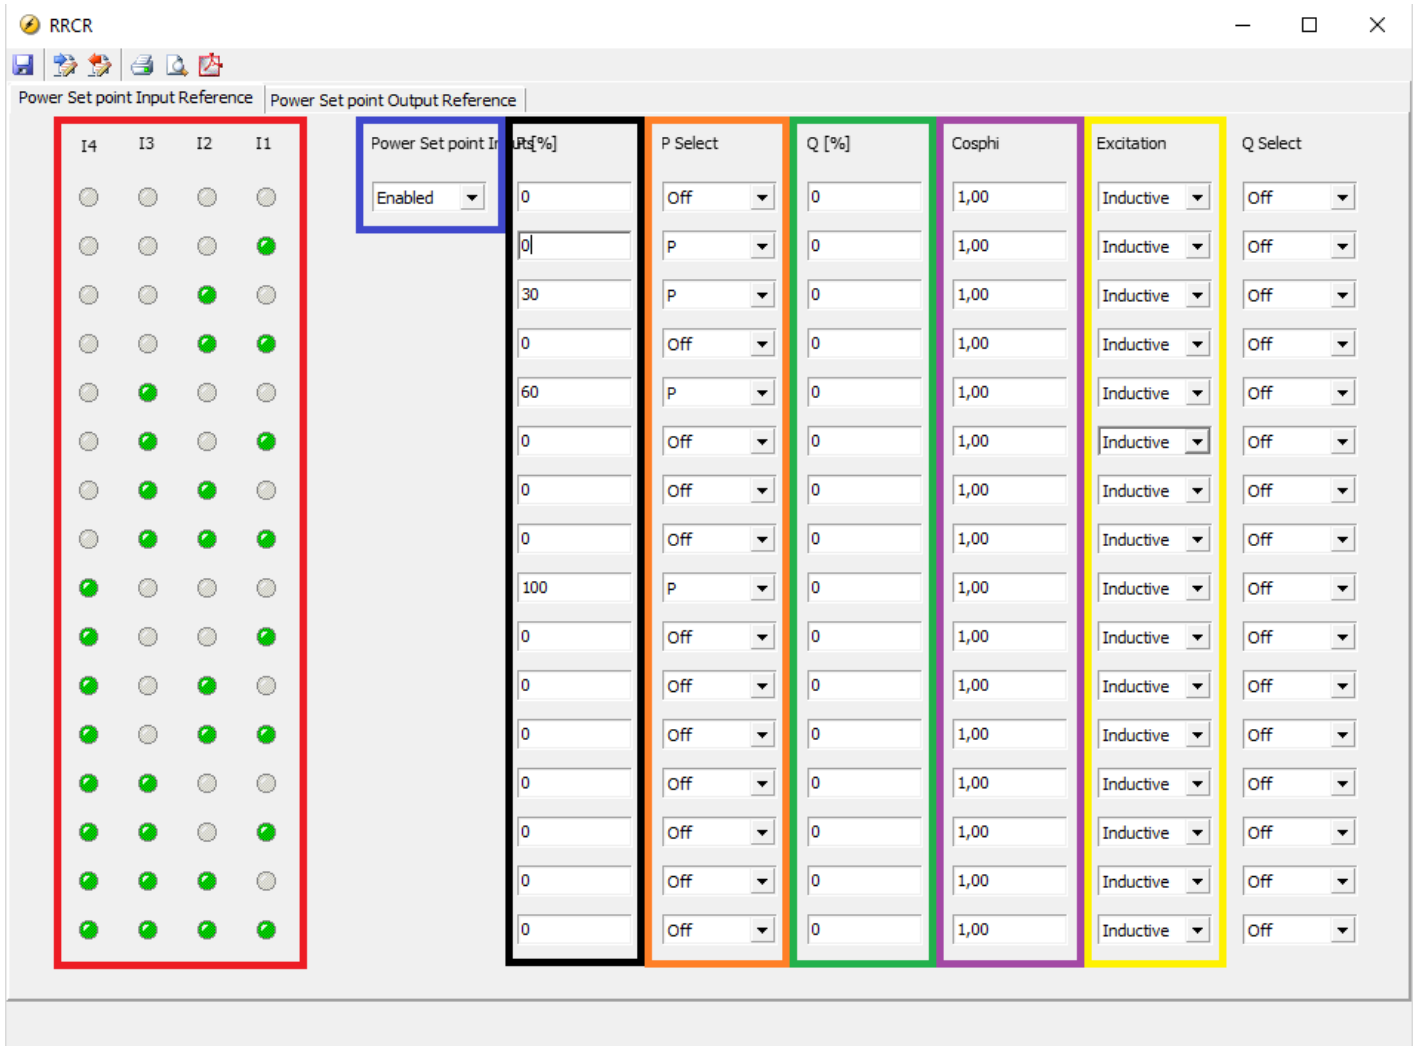 RRCR
Power Set point Input Reference Power Set point Output Reference
I4 I3 I2 I1 Power Set point Inputs P [%] P Select Q [%] Cosphi Excitation Q Select
Enabled 0 Off 0 1,00 Inductive Off
0 P 0 1,00 Inductive Off
30 P 0 1,00 Inductive Off
0 Off 0 1,00 Inductive Off
60 P 0 1,00 Inductive Off
0 Off 0 1,00 Inductive Off
0 Off 0 1,00 Inductive Off
0 Off 0 1,00 Inductive Off
100 P 0 1,00 Inductive Off
0 Off 0 1,00 Inductive Off
0 Off 0 1,00 Inductive Off
0 Off 0 1,00 Inductive Off
0 Off 0 1,00 Inductive Off
0 Off 0 1,00 Inductive Off
0 Off 0 1,00 Inductive Off
0 Off 0 1,00 Inductive Off